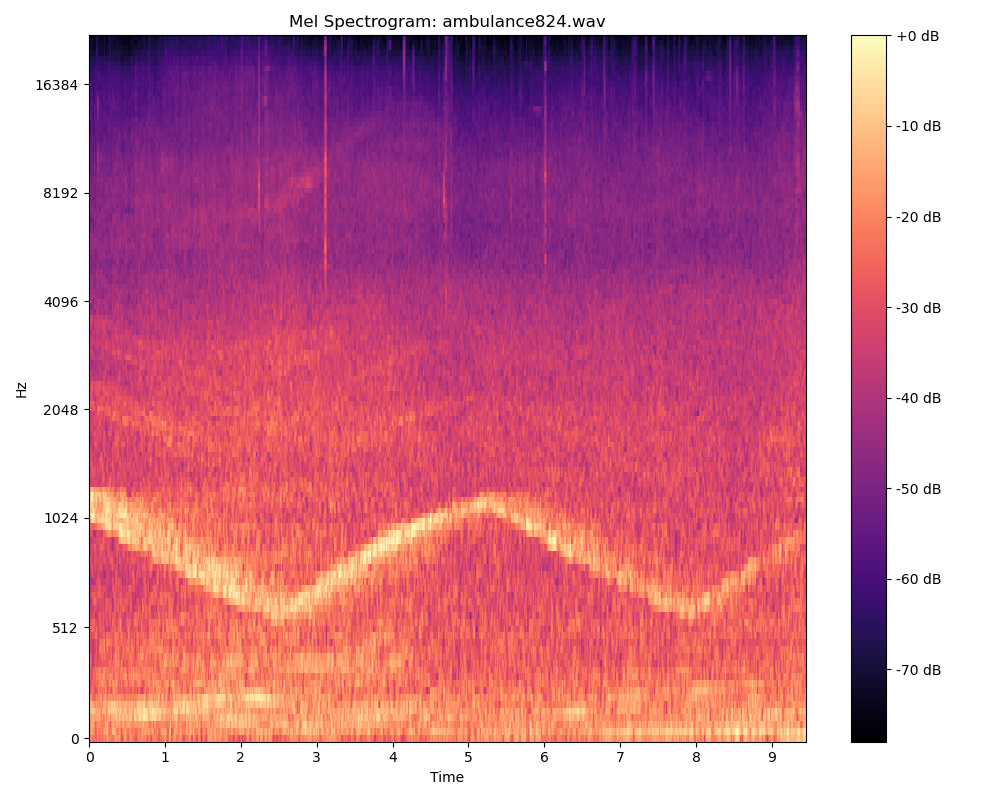 Mel Spectrogram: ambulance824.wav
+0 dB
16384
-10 dB
8192
-20 dB
4096
-30 dB
Hz
2048
-40 dB
1024
-50 dB
512
-60 dB
0
-70 dB
0 1 2 3 4 5 6 7 8 9
Time